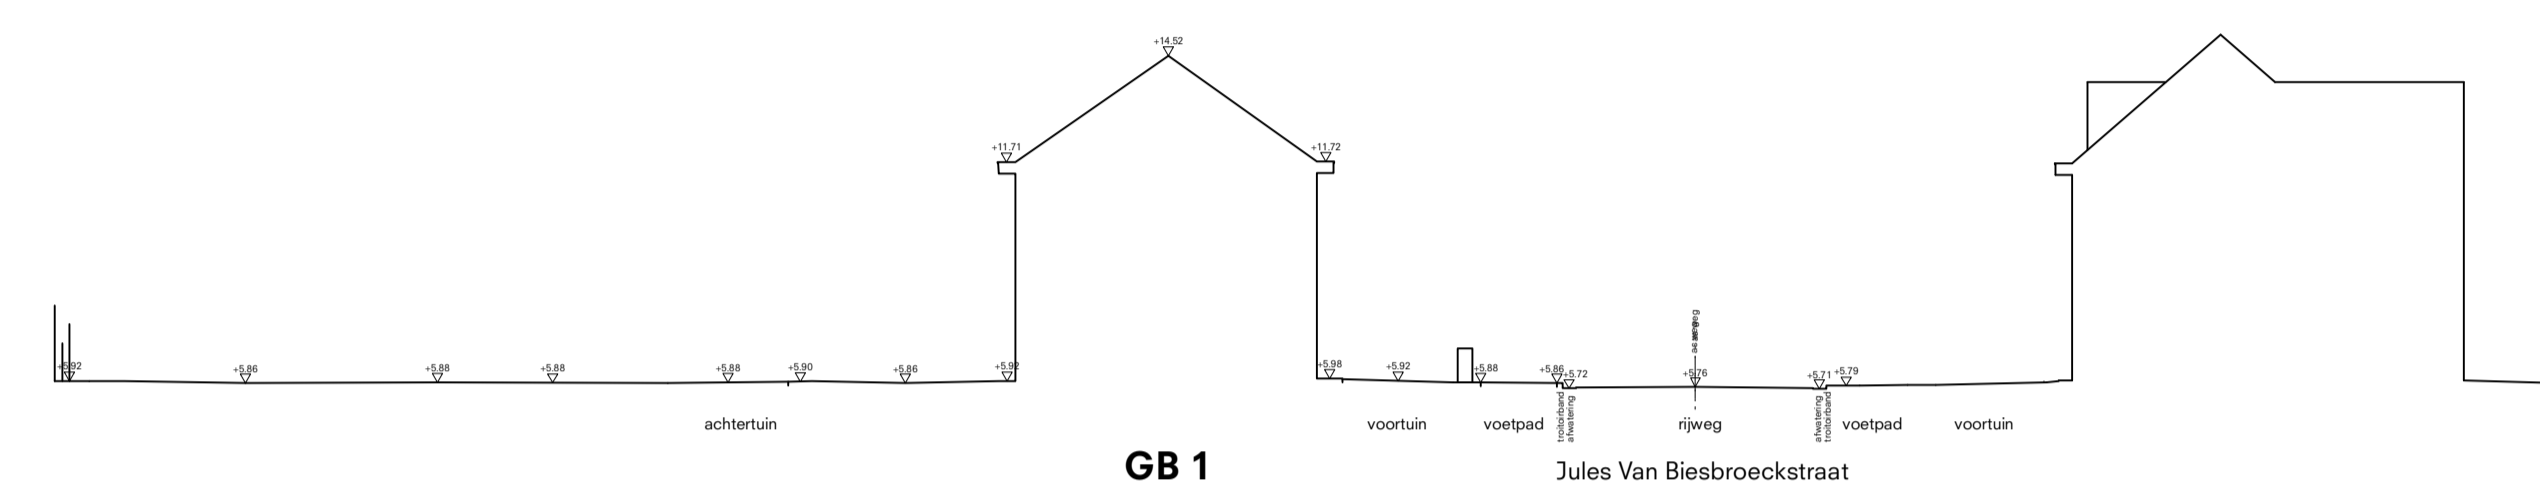 +14.52
+11.71
+11.72
+5.92
+5.86
+5.88
+5.88
+5.88
+5.90
+5.86
+5.92
+5.98
+5.92
+5.88
+5.86
+5.72
+5.76
+5.71
+5.79
achtertuin
voortuin
voetpad
troitoirband
afwatering
rijweg
afwatering
troitoirband
voetpad
voortuin
GB 1
Jules Van Biesbroeckstraat